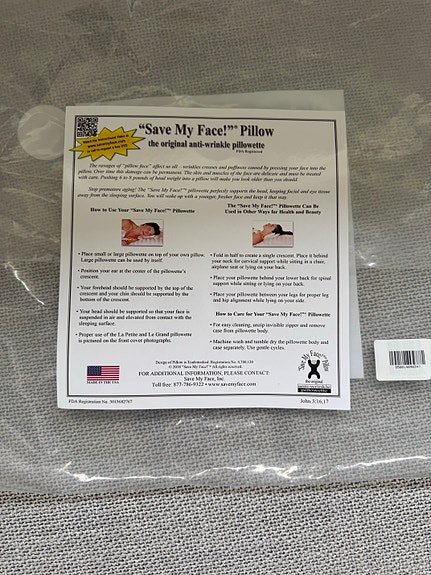 "Save My Face!"® Pillow
the original anti-wrinkle pillowette
FDA Registered
The ravages of "pillow face" affect us all – wrinkles creases and puffiness caused by pressing your face into the
pillow. Over time this damage can be permanent. The skin and muscles of the face are delicate and must be treated
with care. Pushing 6 to 8 pounds of head weight into a pillow will make you look older than you should.
Stop premature aging! The "Save My Face!"® pillowette perfectly supports the head, keeping facial and eye tissue
away from the sleeping surface. You will wake up with a younger, fresher face and keep it that way.
How to Use Your "Save My Face!"® Pillowette
• Place small or large pillowette on top of your own pillow.
Large pillowette can be used by itself.
• Position your ear at the center of the pillowette's
crescent.
• Your forehead should be supported by the top of the
crescent and your chin should be supported by the
bottom of the crescent.
• Your head should be supported so that your face is
suspended in air and elevated from contact with the
sleeping surface.
• Proper use of the La Petite and Le Grand pillowette
is pictured on the front cover photographs.
The "Save My Face!"® Pillowette Can Be
Used in Other Ways for Health and Beauty
• Fold in half to create a single crescent. Place it behind
your neck for cervical support while sitting in a chair,
airplane seat or lying on your back.
• Place your pillowette behind your lower back for spinal
support while sitting or lying on your back.
• Place your pillowette between your legs for proper leg
and hip alignment while lying on your side.
How to Care for Your "Save My Face!"® Pillowette
• For easy cleaning, unzip invisible zipper and remove
case from pillowette body.
• Machine wash and tumble dry the pillowette body and
case separately. Use gentle cycles.
MADE IN THE USA
All rights reserved.
FOR ADDITIONAL INFORMATION, PLEASE CONTACT:
Save My Face, Inc
Toll free: 877-786-9322 • www.savemyface.com
"Save My Face!"® Pillow
the original
FDA Registration No.
John 3:16,17